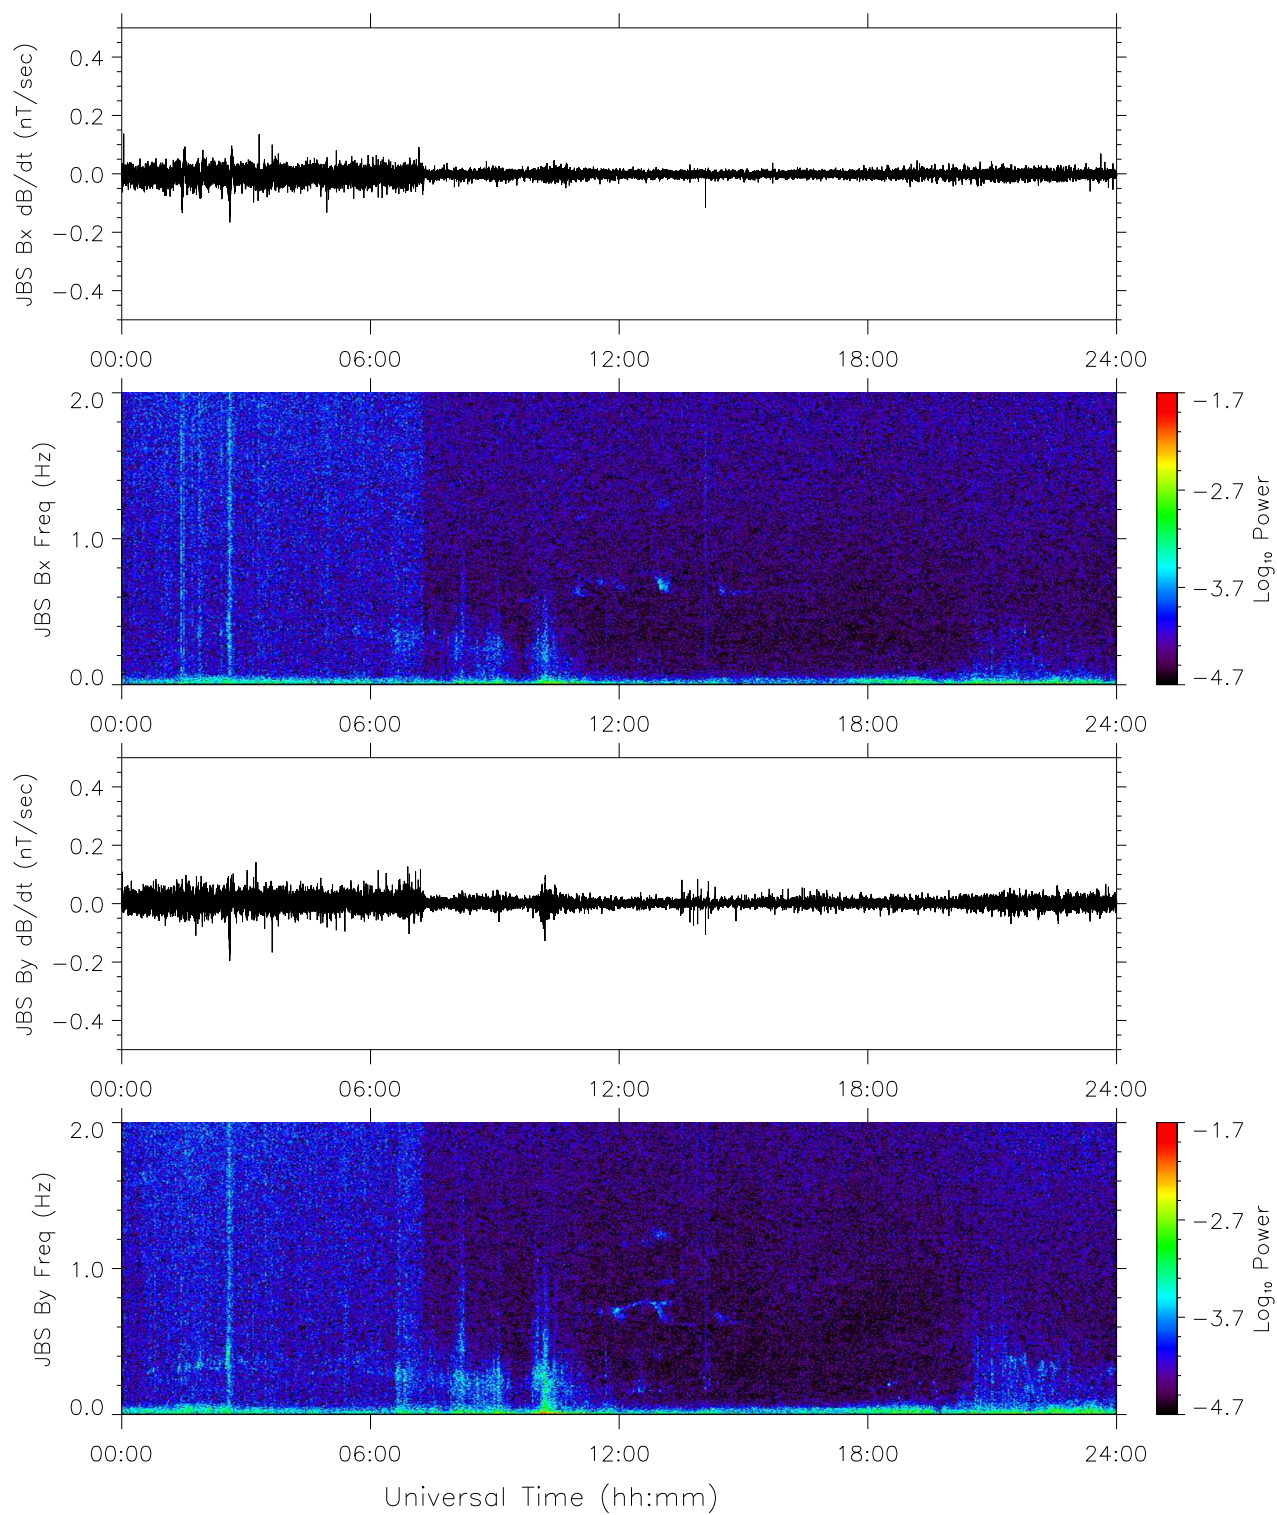 JBS Bx dB/dt (nT/sec)
0.4
0.2
0.0
−0.2
−0.4
00:00 06:00 12:00 18:00 24:00
JBS Bx Freq (Hz)
2.0
1.0
0.0
−1.7
−2.7
−3.7
−4.7
Log₁₀ Power
00:00 06:00 12:00 18:00 24:00
JBS By dB/dt (nT/sec)
0.4
0.2
0.0
−0.2
−0.4
00:00 06:00 12:00 18:00 24:00
JBS By Freq (Hz)
2.0
1.0
0.0
−1.7
−2.7
−3.7
−4.7
Log₁₀ Power
00:00 06:00 12:00 18:00 24:00
Universal Time (hh:mm)